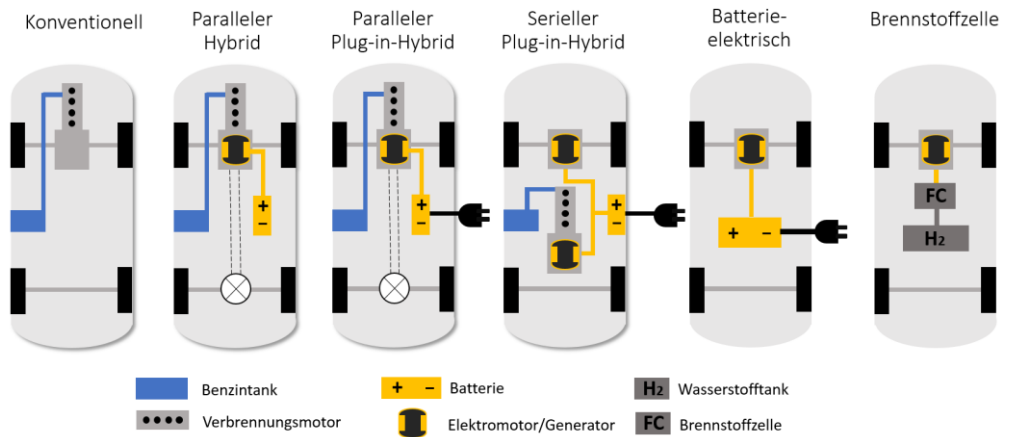 Konventionell
Paralleler
Hybrid
Paralleler
Plug-in-Hybrid
Serieller
Plug-in-Hybrid
Batterie-
elektrisch
Brennstoffzelle
+
–
+
–
+
–
+ –
FC
H2
Benzintank
+ – Batterie
H2 Wasserstofftank
Verbrennungsmotor
Elektromotor/Generator
FC Brennstoffzelle